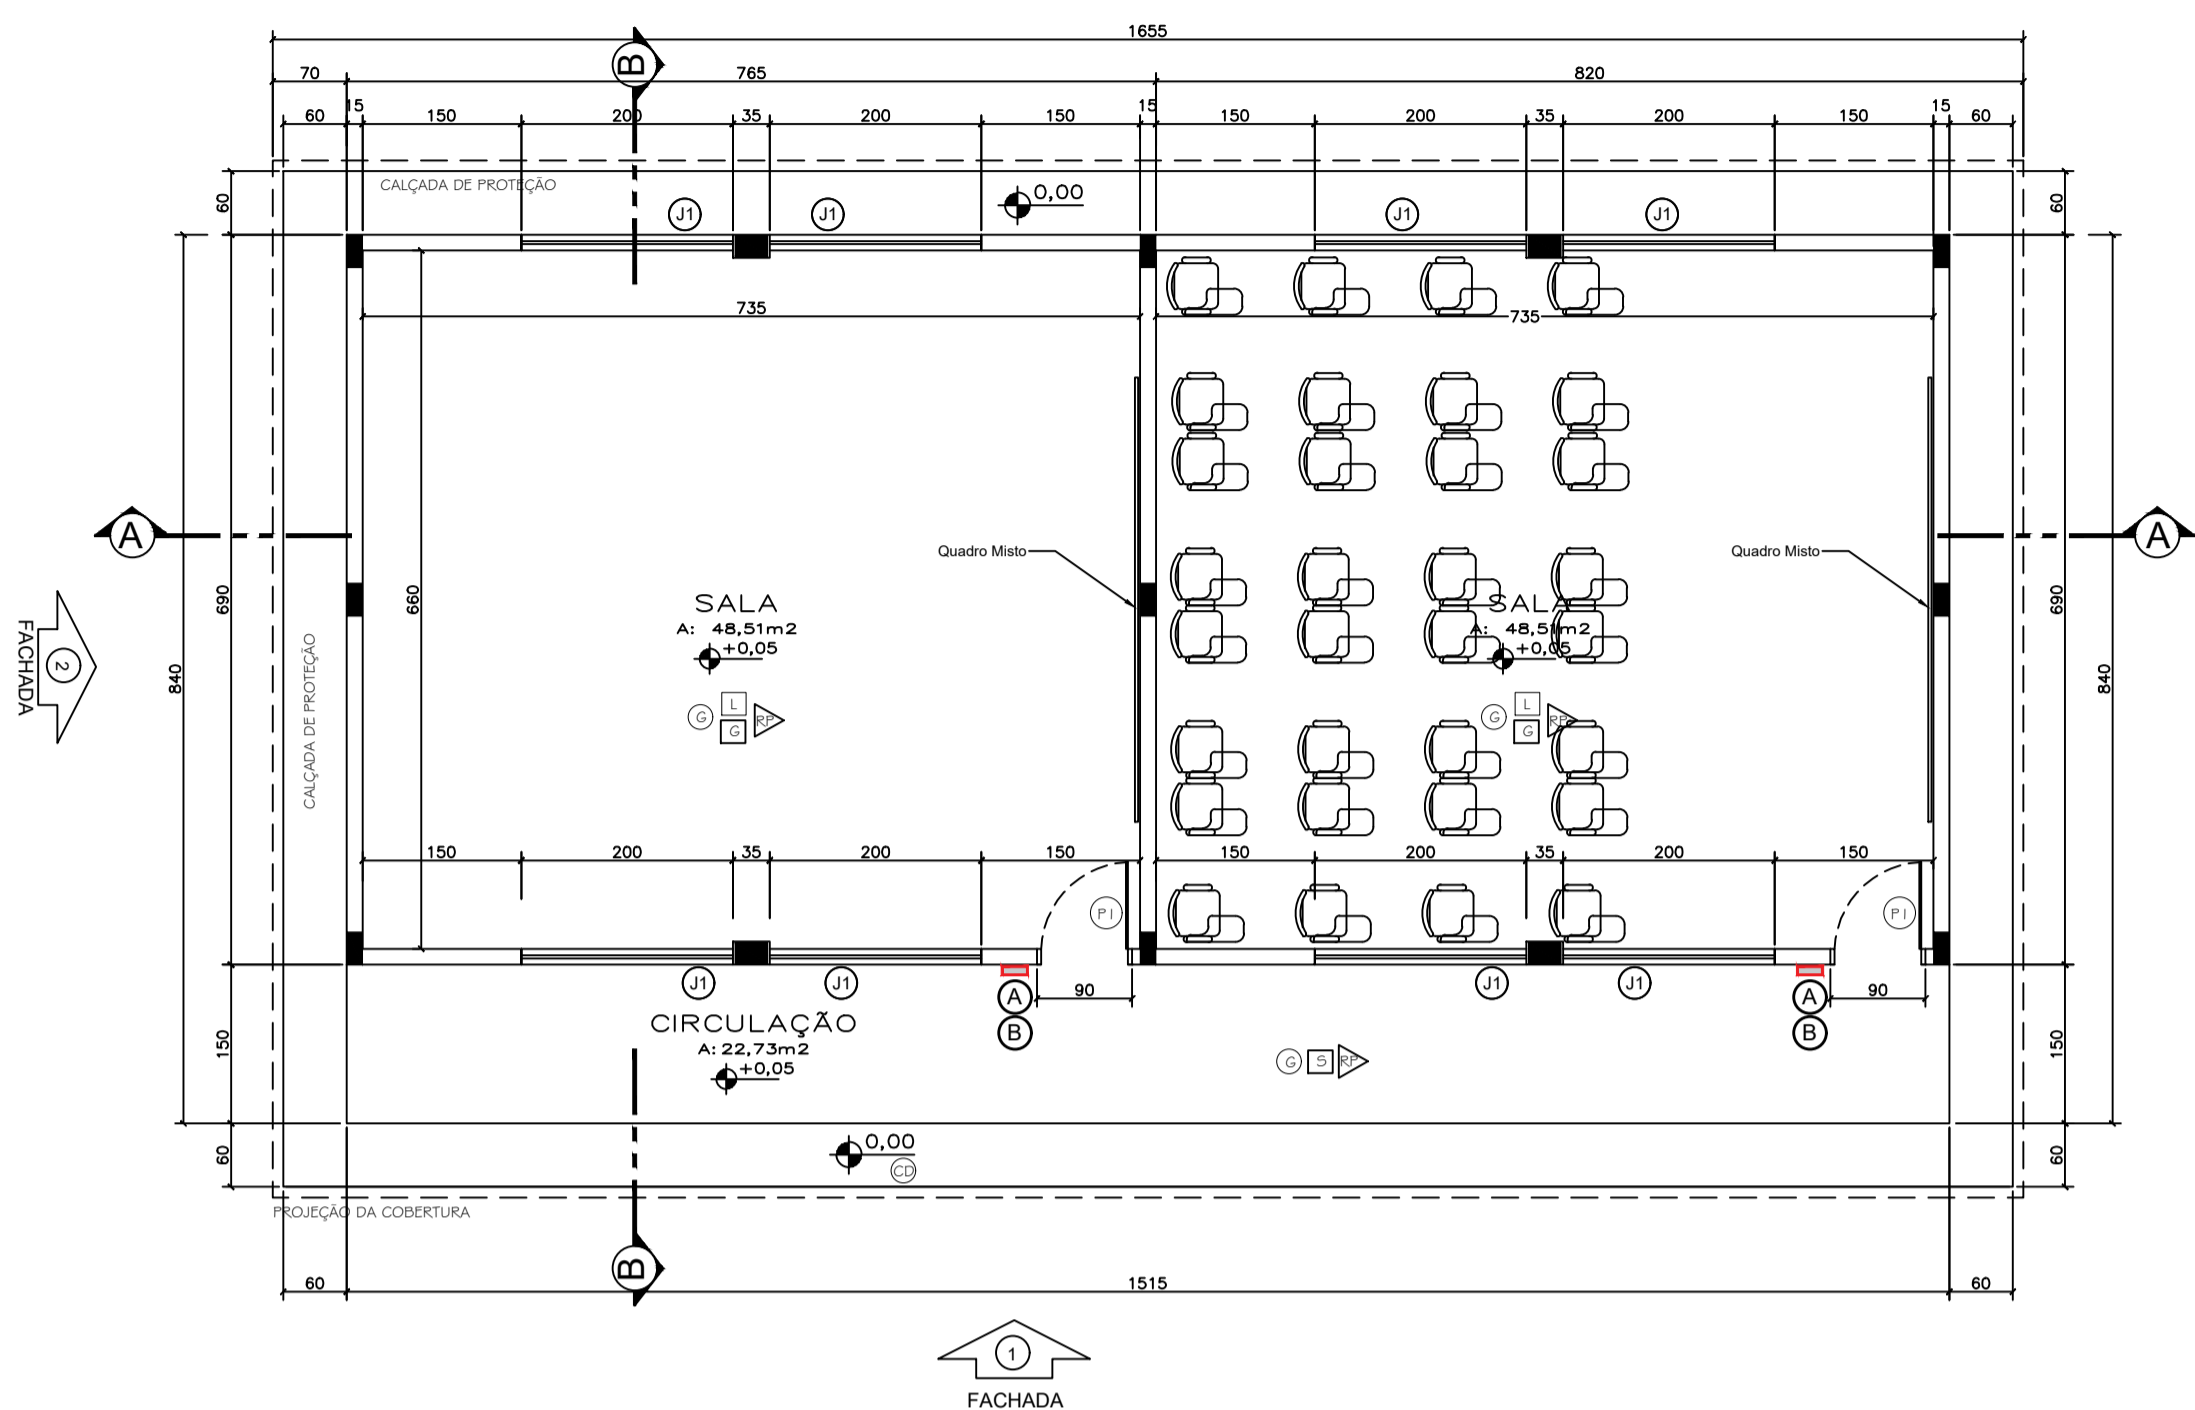 1655
70
765
820
15
15
15
60
150
200
35
200
150
150
200
35
200
150
60
B
CALÇADA DE PROTEÇÃO
0,00
J1
J1
J1
J1
60
60
735
735
A
A
Quadro Misto
Quadro Misto
690
840
660
690
840
SALA
A: 48,51m2
+0,05
G
L
G
RP
SALA
A: 48,51m2
+0,05
G
L
G
RP
FACHADA
2
CALÇADA DE PROTEÇÃO
150
200
35
200
150
150
200
35
200
150
P1
P1
J1
J1
J1
J1
A
B
90
A
B
90
CIRCULAÇÃO
A: 22,73m2
+0,05
G
S
RP
150
150
0,00
CD
60
60
PROJEÇÃO DA COBERTURA
B
60
1515
60
1
FACHADA